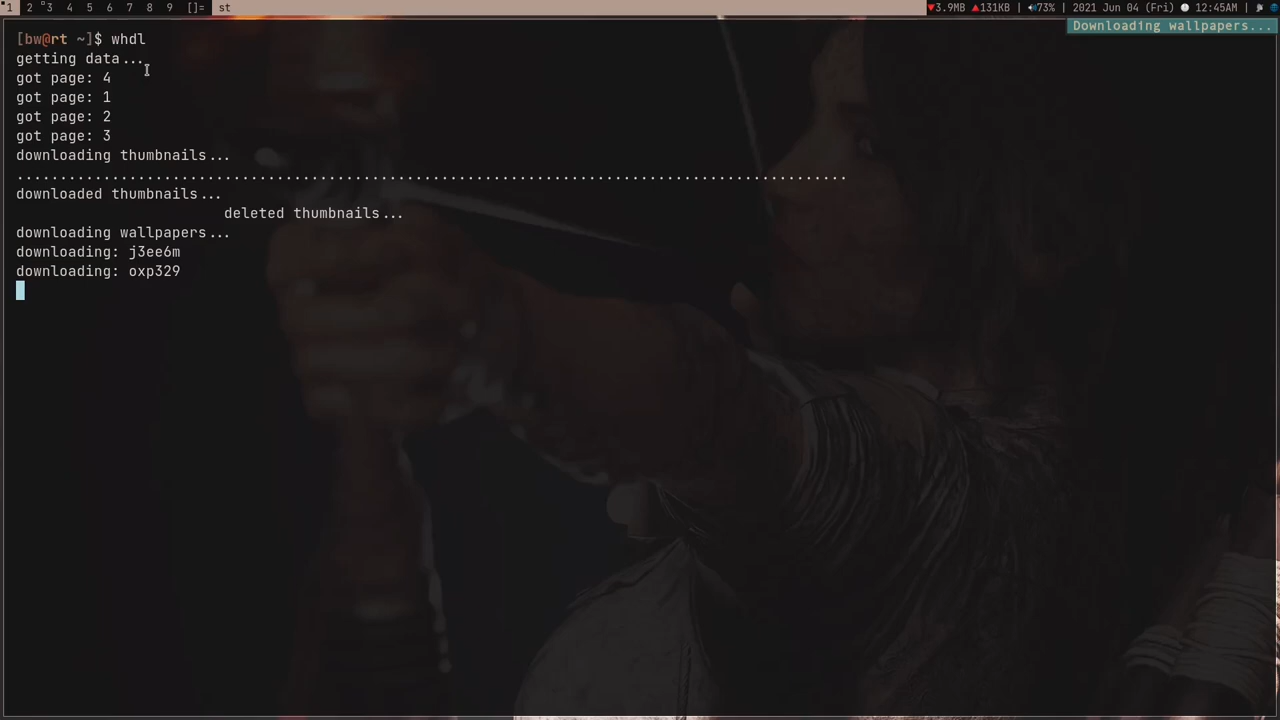 1 2 3 4 5 6 7 8 9 []= st 3.9MB 131KB | 73% | 2021 Jun 04 (Fri) 12:45AM |
Downloading wallpapers...
[bw@rt ~]$ whdl
getting data...
got page: 4
got page: 1
got page: 2
got page: 3
downloading thumbnails...
................................................................................................
downloaded thumbnails...
deleted thumbnails...
downloading wallpapers...
downloading: j3ee6m
downloading: oxp329